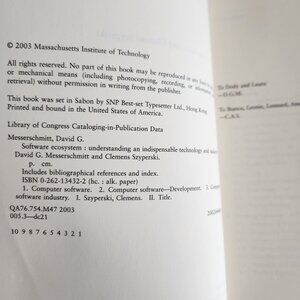 © 2003 Massachusetts Institute of Technology
All rights reserved. No part of this book may be reproduced in any form
or mechanical means (including photocopying, recording, or information
retrieval) without permission in writing from the publisher.
This book was set in Sabon by SNP Best-set Typesetter Ltd., Hong Kong
Printed and bound in the United States of America.
Library of Congress Cataloging-in-Publication Data
Messerschmitt, David G.
Software ecosystem : understanding an indispensable technology and
David G. Messerschmitt and Clemens Szyperski.
p. cm.
Includes bibliographical references and index.
ISBN 0-262-13432-2 (hc. : alk. paper)
1. Computer software. 2. Computer software—Development. 3. Computer
software industry. I. Szyperski, Clemens. II. Title.
QA76.754.M47 2003
005.3—dc21
10 9 8 7 6 5 4 3 2 1
To Dody and Laura
—D.G.M.
To Bianca, Leonie, Lennard,
—C.A.S.